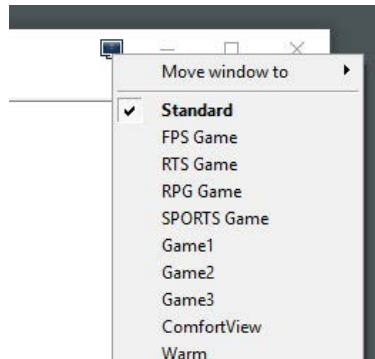 Move window to
Standard
FPS Game
RTS Game
RPG Game
SPORTS Game
Game1
Game2
Game3
ComfortView
Warm